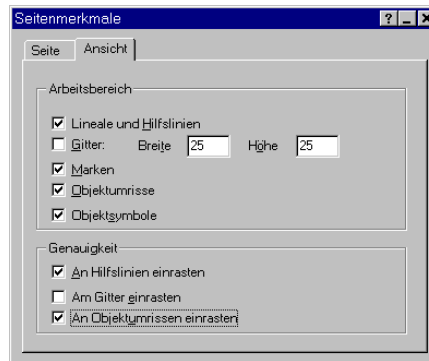 Seitenmerkmale
Seite Ansicht
Arbeitsbereich
Lineale und Hilfslinien
Gitter: Breite 25 Höhe 25
Marken
Objektumrisse
Objektsymbole
Genauigkeit
An Hilfslinien einrasten
Am Gitter einrasten
An Objektumrissen einrasten